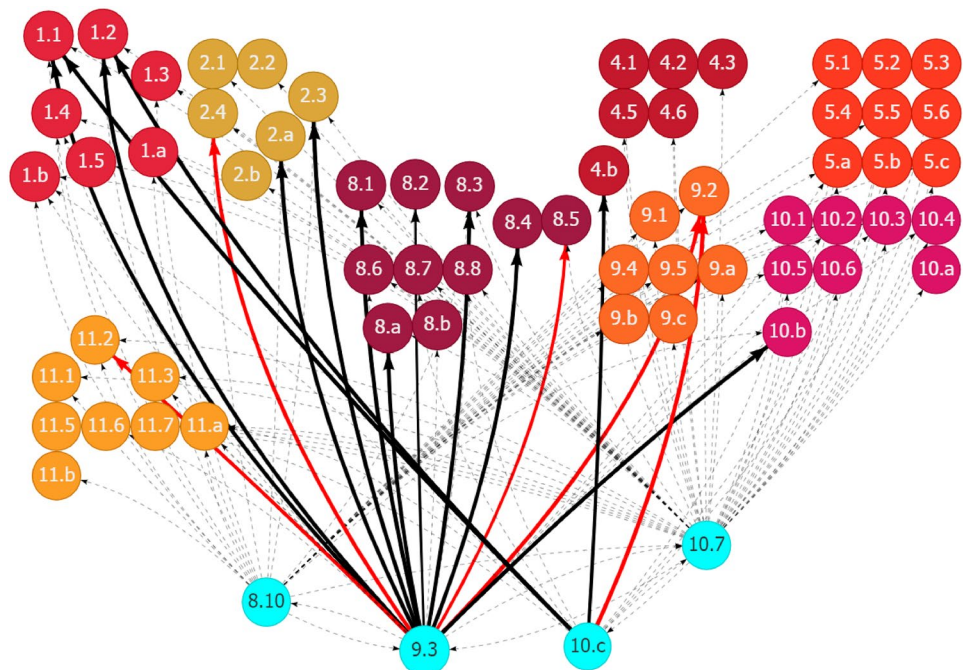 1.1 1.2
1.3
1.4
1.5 1.a
1.b
2.1 2.2
2.3
2.4
2.a
2.b
4.1 4.2 4.3
4.5 4.6
4.b
5.1 5.2 5.3
5.4 5.5 5.6
5.a 5.b 5.c
8.1 8.2 8.3
8.4 8.5
8.6 8.7 8.8
8.a 8.b
9.1 9.2
9.4 9.5 9.a
9.b 9.c
10.1 10.2 10.3 10.4
10.5 10.6 10.a
10.b
11.2
11.1 11.3
11.5 11.6 11.7 11.a
11.b
10.7
8.10
9.3 10.c